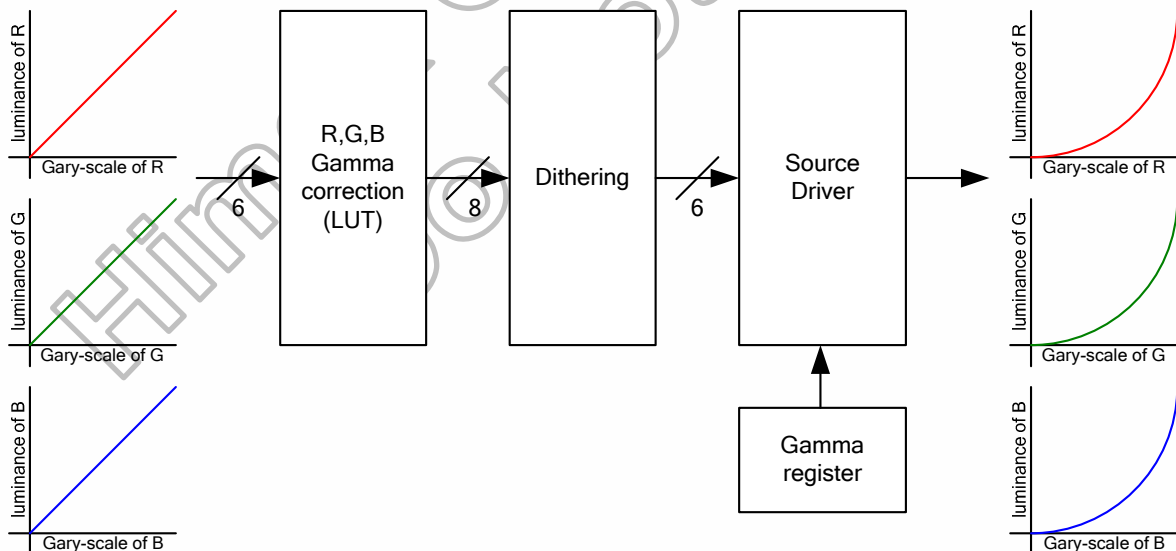 luminance of R
Gary-scale of R
luminance of G
Gary-scale of G
luminance of B
Gary-scale of B
6
R,G,B
Gamma
correction
(LUT)
8
Dithering
6
Source
Driver
Gamma
register
luminance of R
Gary-scale of R
luminance of G
Gary-scale of G
luminance of B
Gary-scale of B